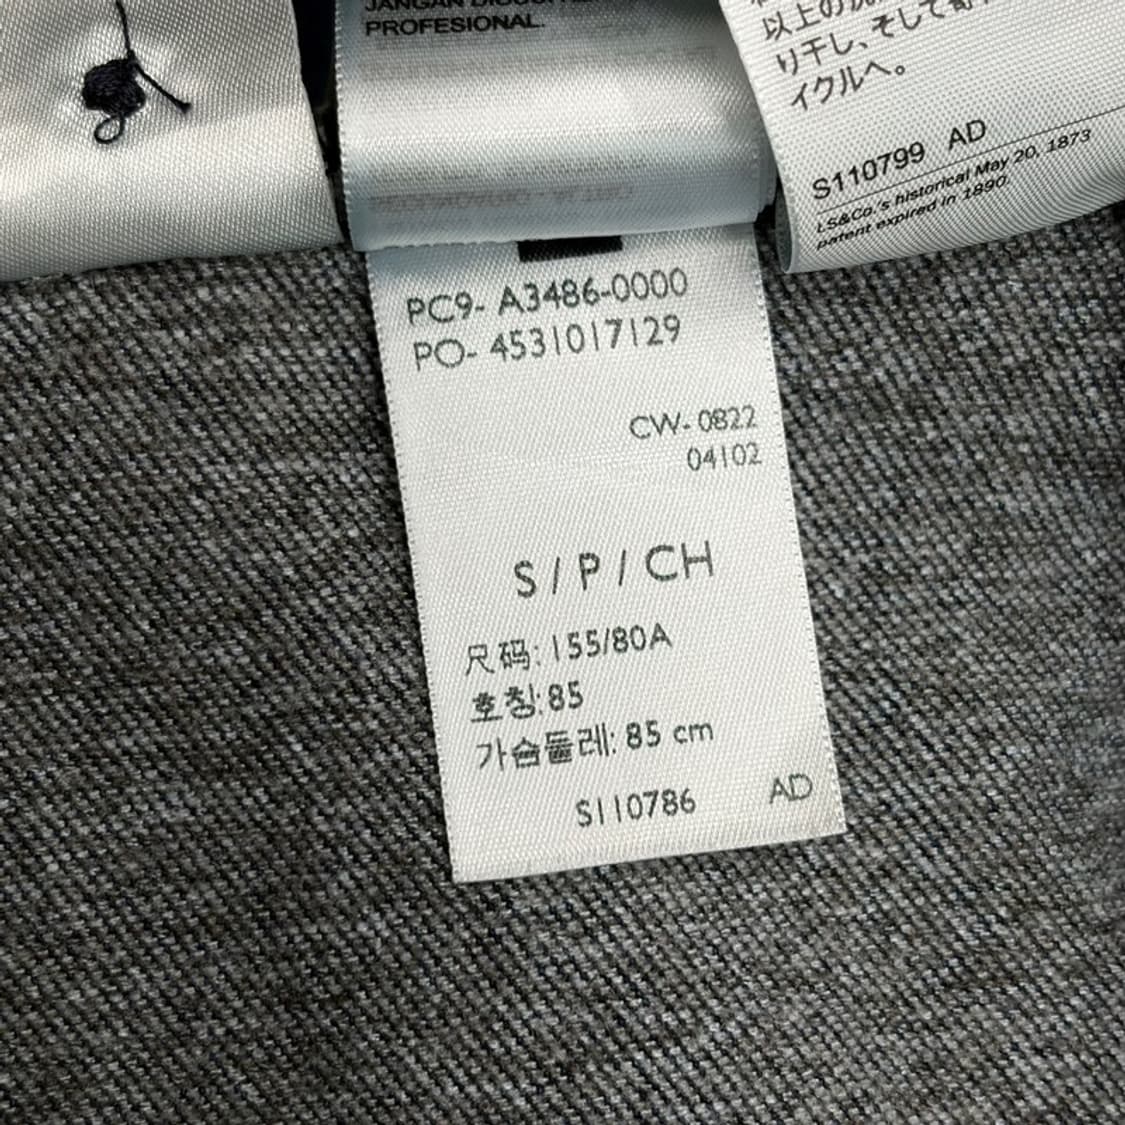 PROFESIONAL.
以上の
り干し、そして
イクルへ。
S110799 AD
LS&Co.'s historical May 20, 1873
patent expired in 1890.
PC9- A3486-0000
PO- 4531017129
CW- 0822
04102
S / P / CH
尺码: 155/80A
호칭:85
가슴둘레: 85 cm
S110786 AD